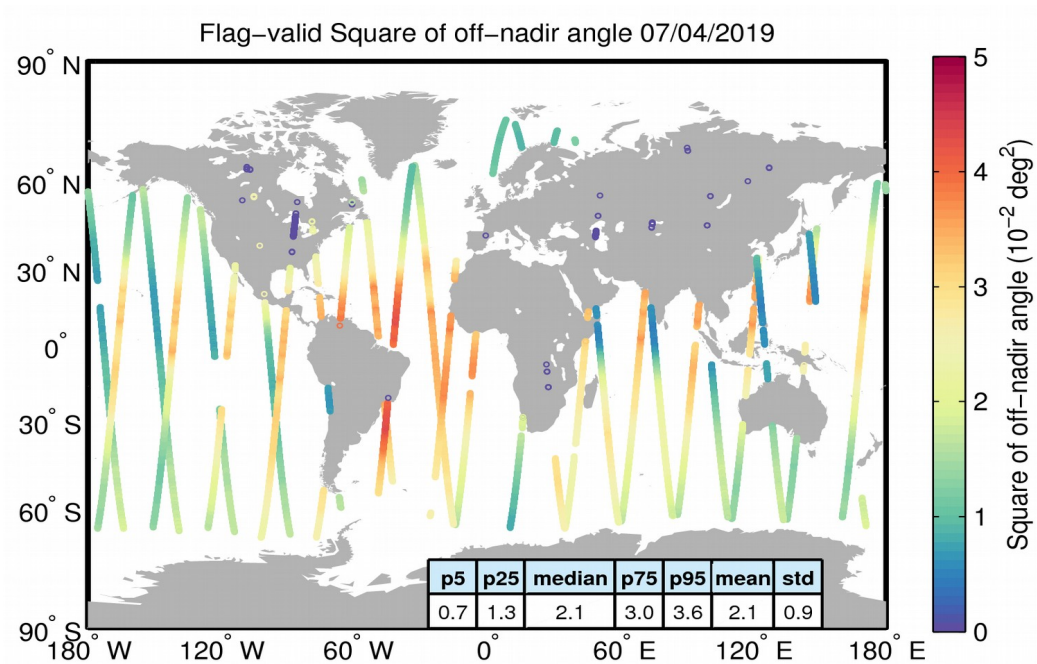 Flag−valid Square of off−nadir angle 07/04/2019
90° N
60° N
30° N
0°
30° S
60° S
90° S
180° W
120° W
60° W
0°
60° E
120° E
180° E
p5 p25 median p75 p95 mean std
0.7 1.3 2.1 3.0 3.6 2.1 0.9
5
4
3
2
1
0
Square of off−nadir angle (10⁻² deg²)